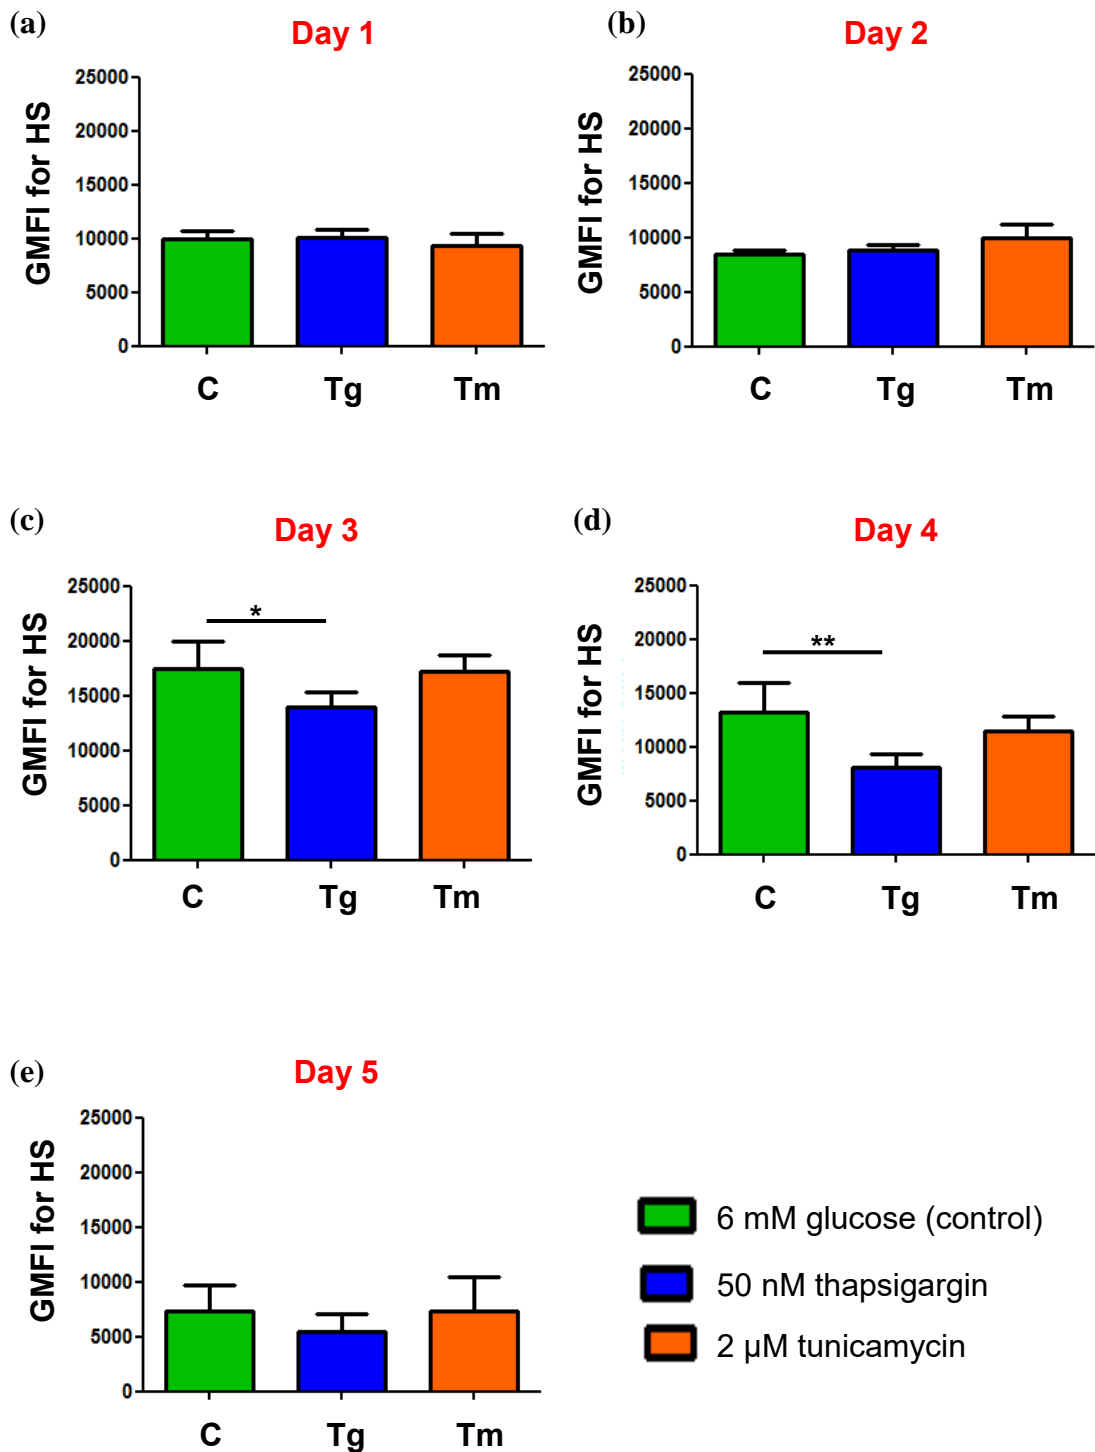 (a)
Day 1
GMFI for HS
25000
20000
15000
10000
5000
0
C Tg Tm
(b)
Day 2
GMFI for HS
25000
20000
15000
10000
5000
0
C Tg Tm
(c)
Day 3
GMFI for HS
25000
20000
15000
10000
5000
0
*
C Tg Tm
(d)
Day 4
GMFI for HS
25000
20000
15000
10000
5000
0
**
C Tg Tm
(e)
Day 5
GMFI for HS
25000
20000
15000
10000
5000
0
C Tg Tm
6 mM glucose (control)
50 nM thapsigargin
2 µM tunicamycin